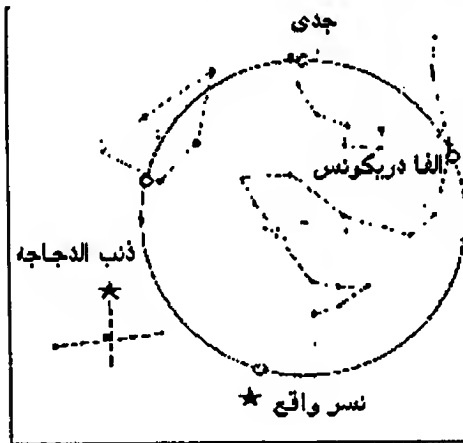 جدی
الفا دریکونس
ذنب الدجاجه
نسر واقع